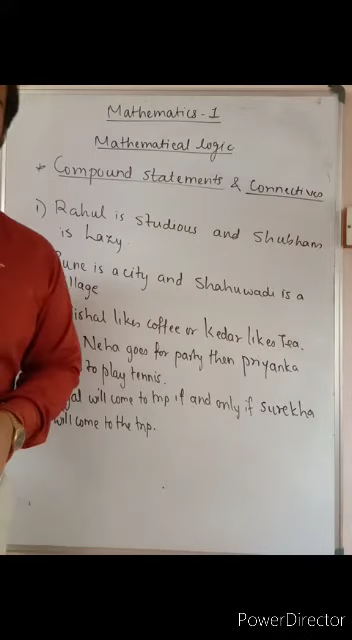 Mathematics-1
Mathematical logic
* Compound Statements & Connectives
i) Rahul is studious and Shubham
is Lazy.
Pune is a city and Shahuwadi is a
llage
ishal likes coffee or Kedar likes Tea.
Neha goes for party then priyanka
to play tennis.
al will come to trip if and only if surekha
will come to the trip.
PowerDirector